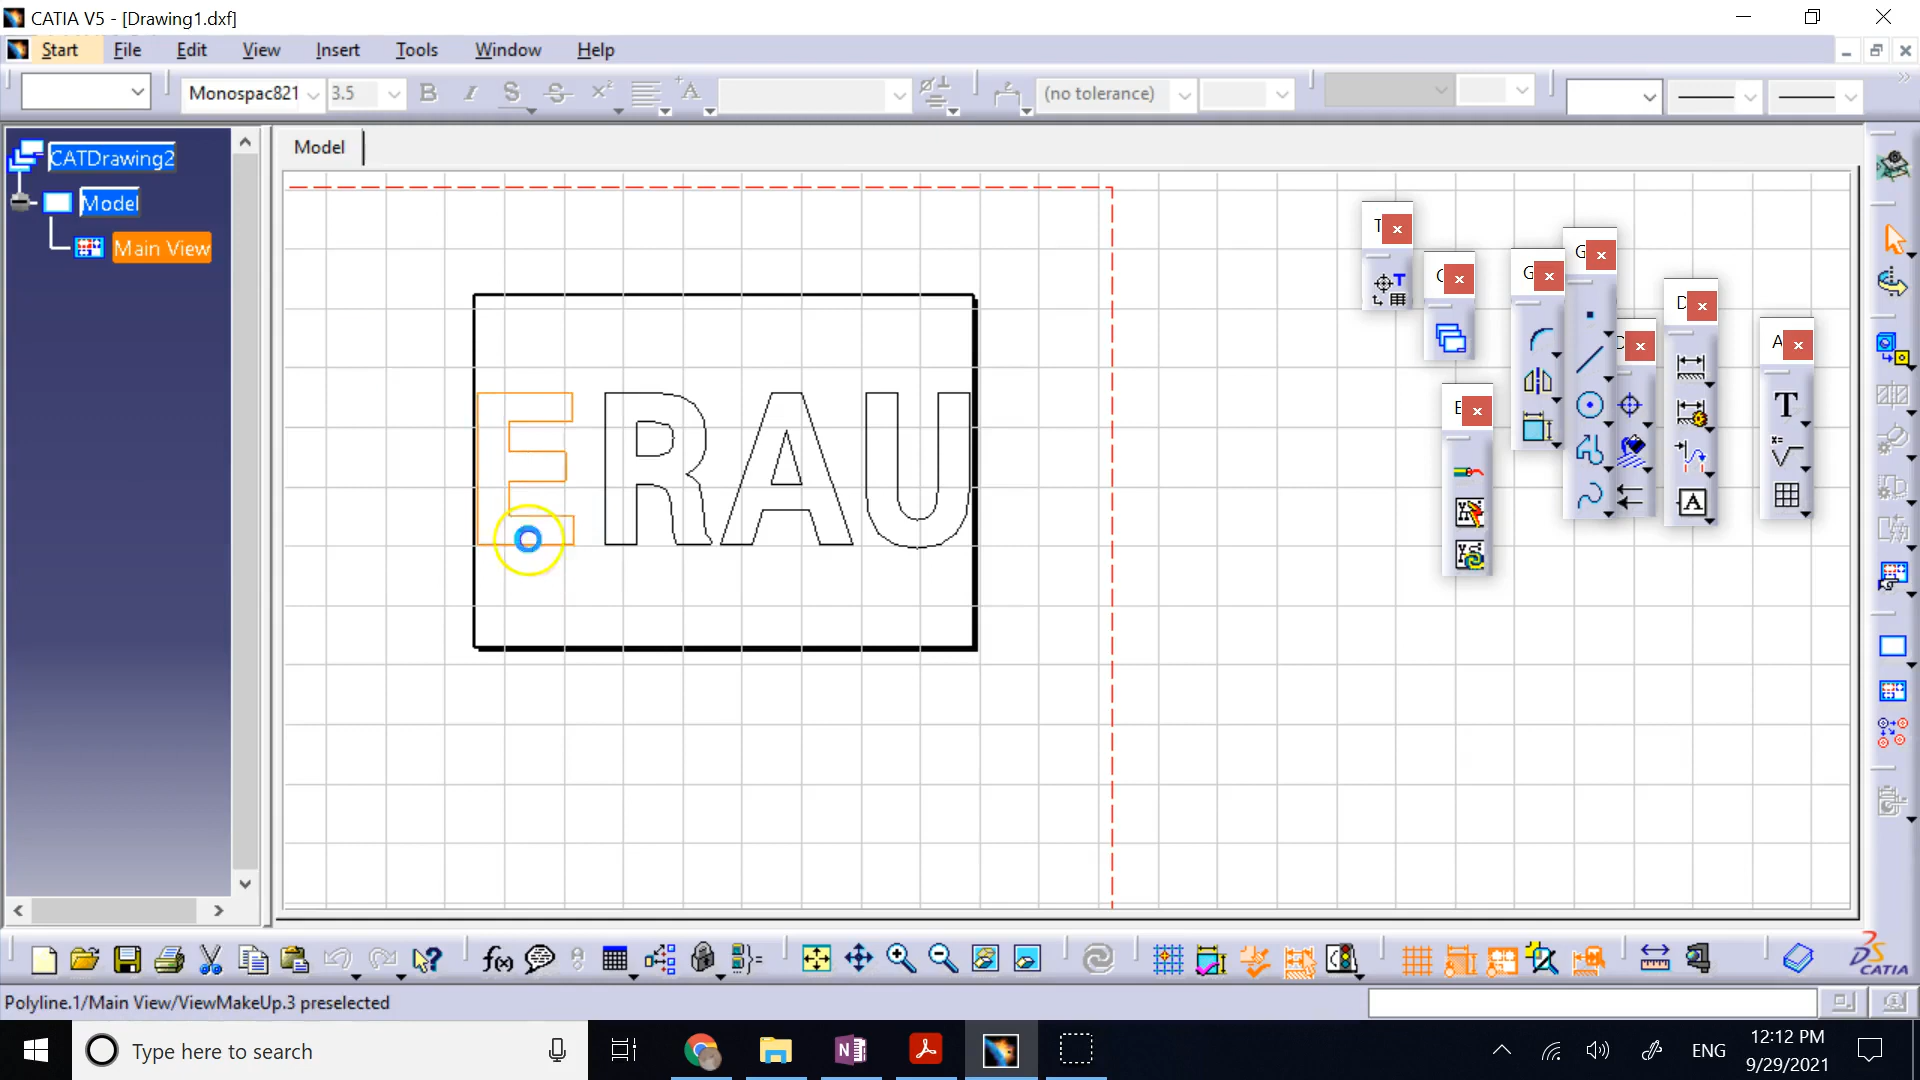 CATIA V5 - [Drawing1.dxf]
Start File Edit View Insert Tools Window Help
Monospac821 3.5 B I S S x² A (no tolerance)
CATDrawing2
Model
Main View
Model
ERAU
T
C
G
G
C
D
A
E
T
A
T
f(x)
Polyline.1/Main View/ViewMakeUp.3 preselected
CATIA
Type here to search
N
ENG
12:12 PM
9/29/2021